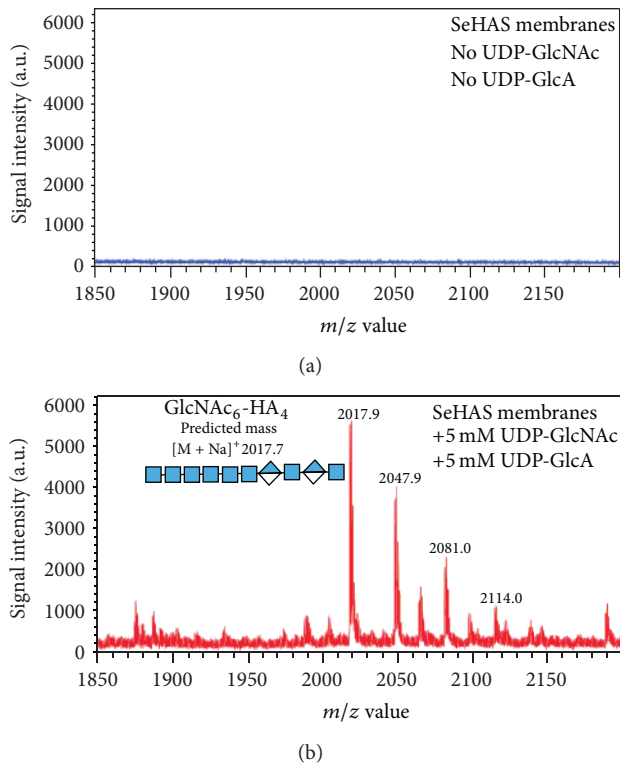 SeHAS membranes
No UDP-GlcNAc
No UDP-GlcA
Signal intensity (a.u.)
6000
5000
4000
3000
2000
1000
0
1850 1900 1950 2000 2050 2100 2150
m/z value
(a)
GlcNAc6-HA4
Predicted mass
[M + Na]+ 2017.7
SeHAS membranes
+5 mM UDP-GlcNAc
+5 mM UDP-GlcA
2017.9
2047.9
2081.0
2114.0
Signal intensity (a.u.)
6000
5000
4000
3000
2000
1000
0
1850 1900 1950 2000 2050 2100 2150
m/z value
(b)